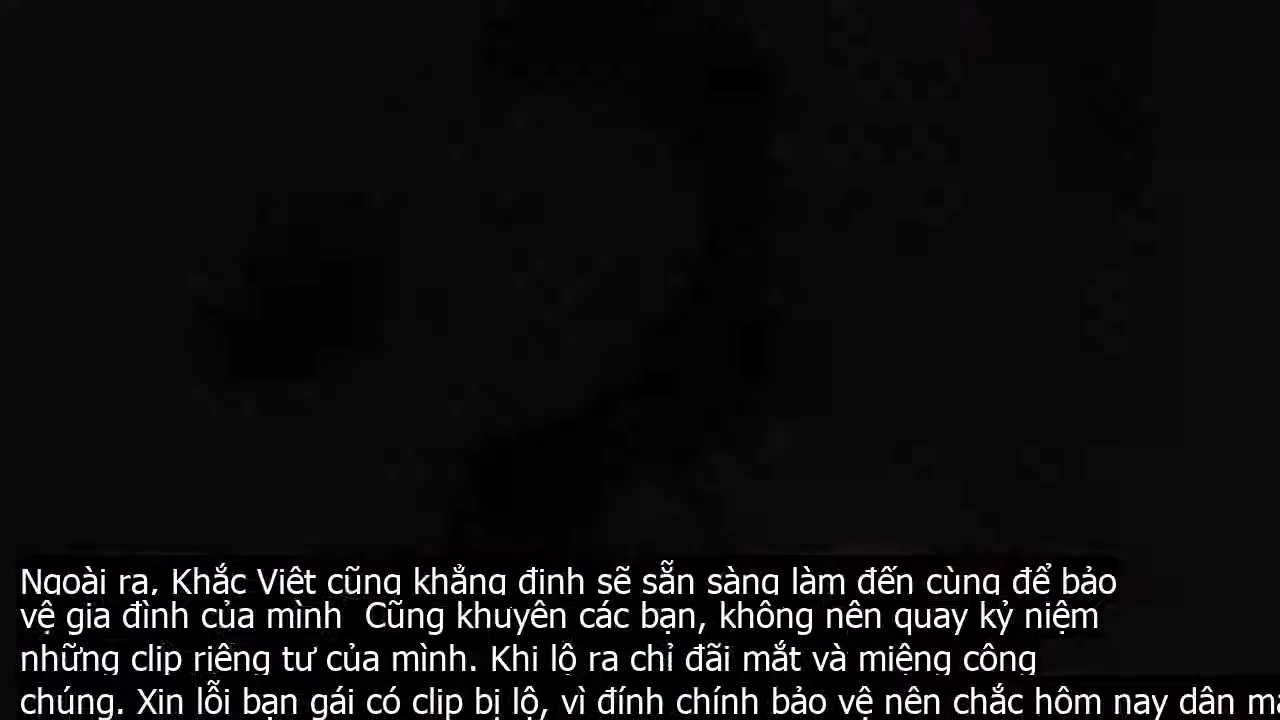 Ngoài ra, Khắc Việt cũng khẳng định sẽ sẵn sàng làm đến cùng để bảo
vệ gia đình của mình  Cũng khuyên các bạn, không nên quay kỷ niệm
những clip riêng tư của mình. Khi lộ ra chỉ đãi mắt và miệng công
chúng. Xin lỗi bạn gái có clip bị lộ, vì đính chính bảo vệ nên chắc hôm nay dân